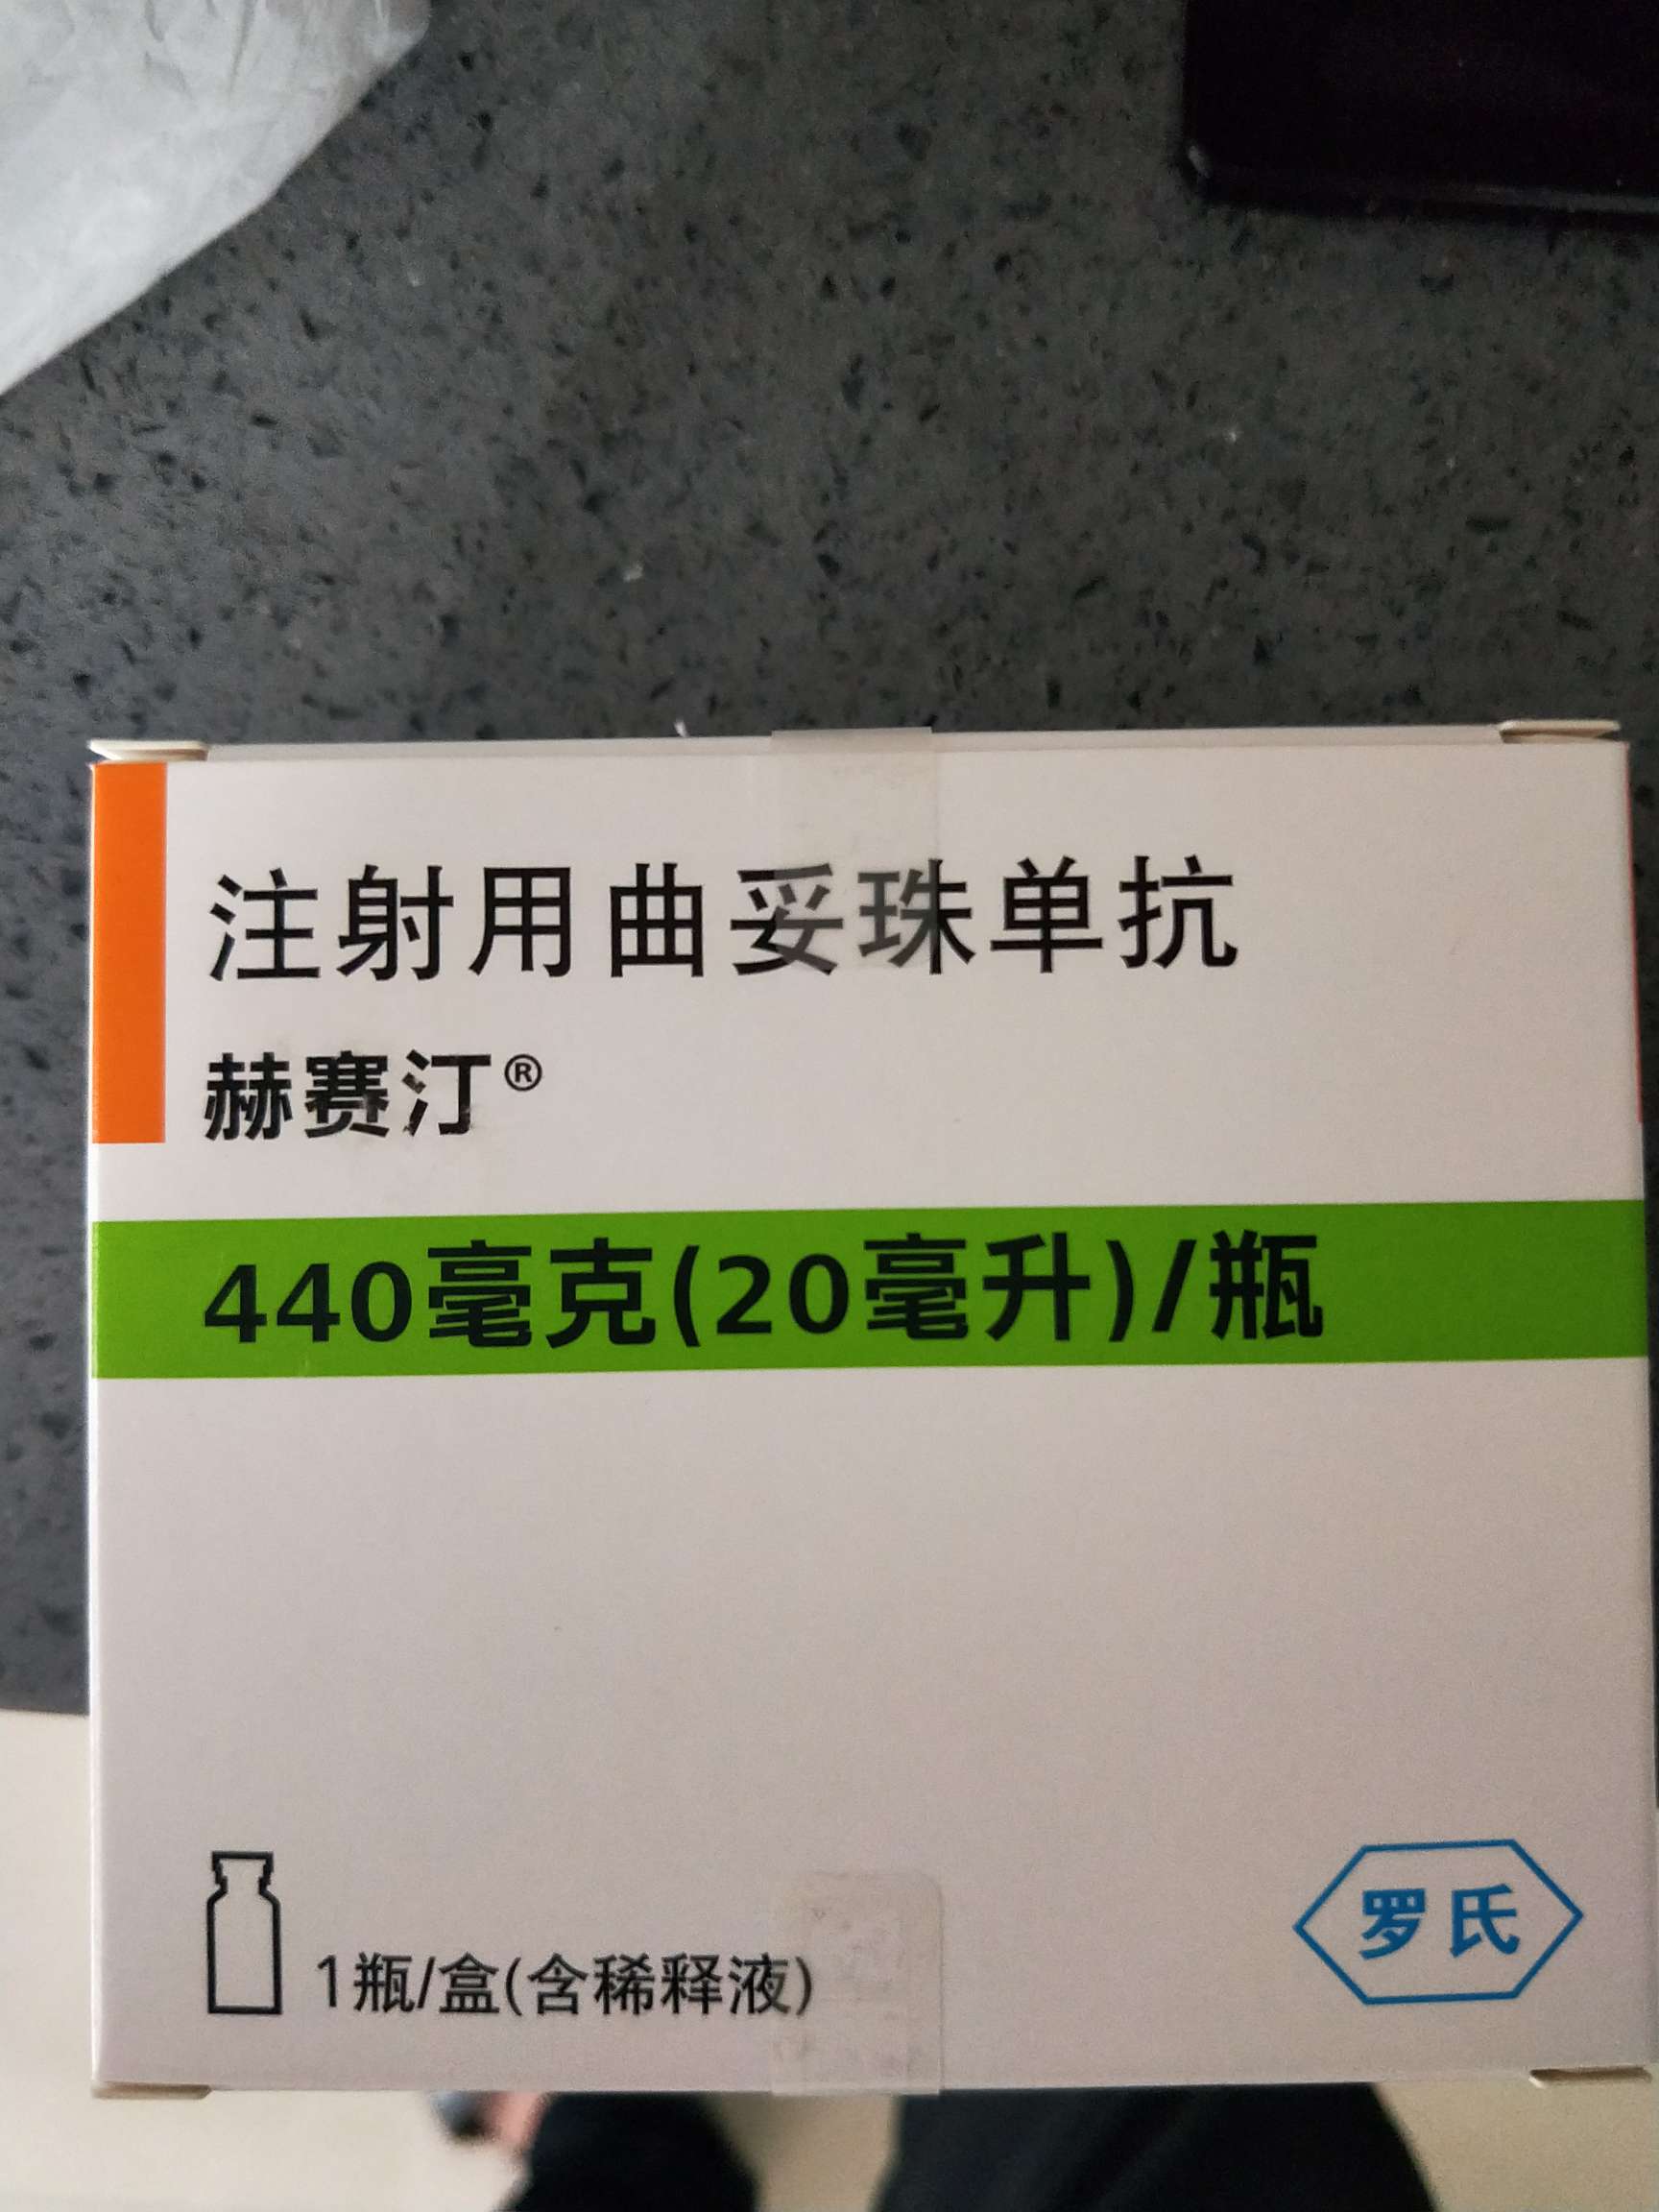 注射用曲妥珠单抗
赫赛汀®
440毫克(20毫升)/瓶
1瓶/盒(含稀释液)
罗氏